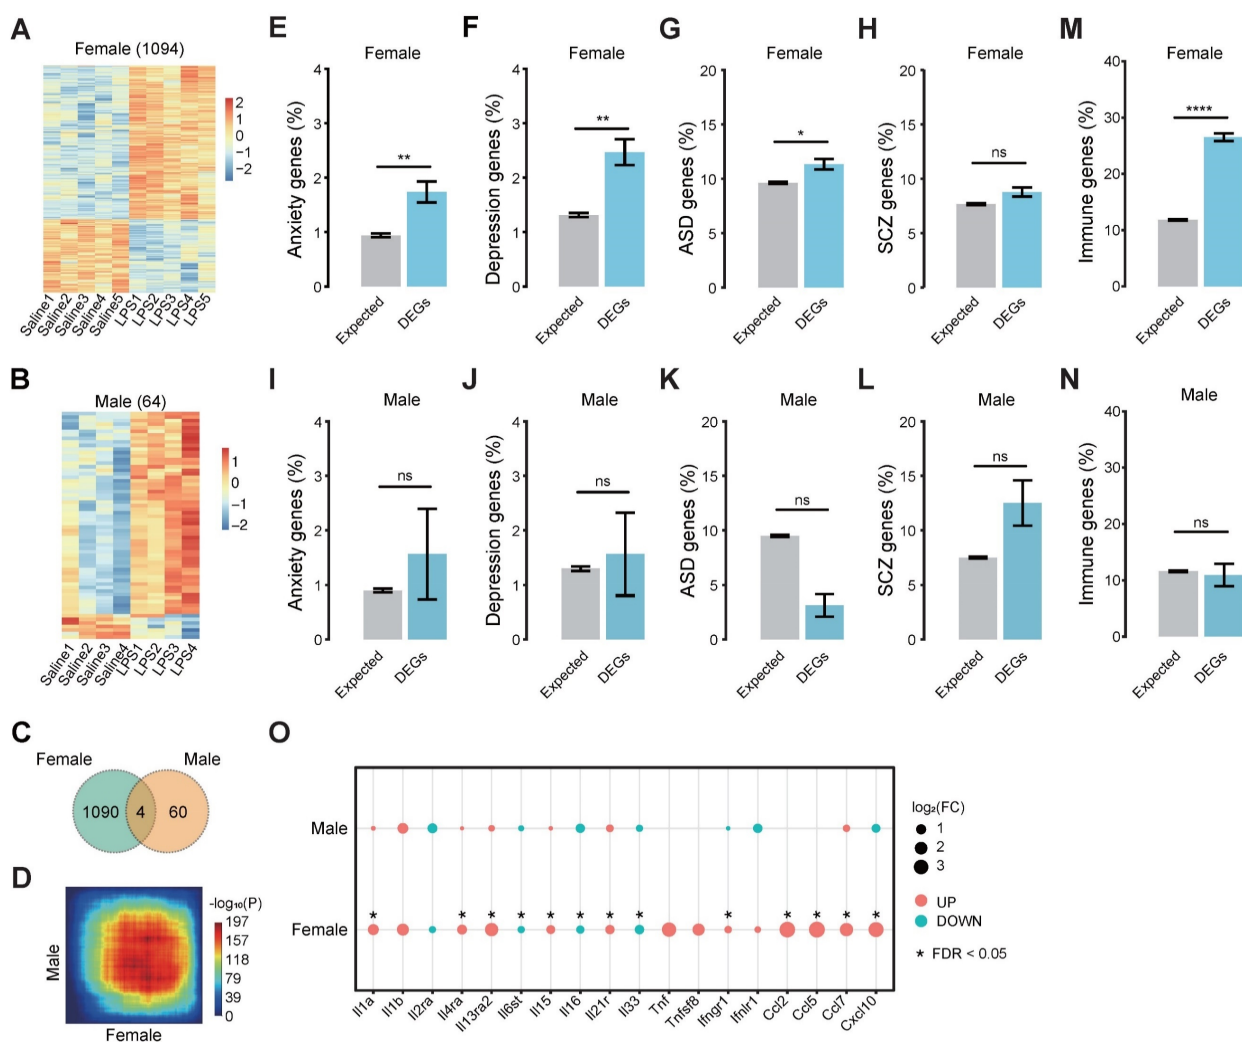 A
Female (1094)
2
1
0
−1
−2
Saline1
Saline2
Saline3
Saline4
Saline5
LPS1
LPS2
LPS3
LPS4
LPS5
E
Female
Anxiety genes (%)
4
3
2
1
0
**
Expected
DEGs
F
Female
Depression genes (%)
4
3
2
1
0
**
Expected
DEGs
G
Female
ASD genes (%)
20
15
10
5
0
*
Expected
DEGs
H
Female
SCZ genes (%)
20
15
10
5
0
ns
Expected
DEGs
M
Female
Immune genes (%)
40
30
20
10
0
****
Expected
DEGs
B
Male (64)
1
0
−1
−2
Saline1
Saline2
Saline3
Saline4
LPS1
LPS2
LPS3
LPS4
I
Male
Anxiety genes (%)
4
3
2
1
0
ns
Expected
DEGs
J
Male
Depression genes (%)
4
3
2
1
0
ns
Expected
DEGs
K
Male
ASD genes (%)
20
15
10
5
0
ns
Expected
DEGs
L
Male
SCZ genes (%)
20
15
10
5
0
ns
Expected
DEGs
N
Male
Immune genes (%)
40
30
20
10
0
ns
Expected
DEGs
C
Female
Male
1090
4
60
D
Male
Female
-log₁₀(P)
197
157
118
79
39
0
O
Male
Female
* * * * * * * * * * * * *
Il1a
Il1b
Il2ra
Il4ra
Il13ra2
Il6st
Il15
Il16
Il21r
Il33
Tnf
Tnfsf8
Ifngr1
Ifnlr1
Ccl2
Ccl5
Ccl7
Cxcl10
log₂(FC)
1
2
3
UP
DOWN
* FDR < 0.05